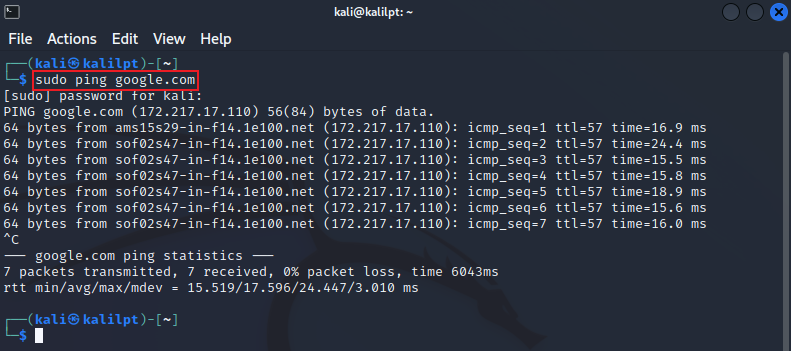 kali@kalilpt: ~
File Actions Edit View Help
┌──(kali㉿kalilpt)-[~]
└─$ sudo ping google.com
[sudo] password for kali:
PING google.com (172.217.17.110) 56(84) bytes of data.
64 bytes from ams15s29-in-f14.1e100.net (172.217.17.110): icmp_seq=1 ttl=57 time=16.9 ms
64 bytes from sof02s47-in-f14.1e100.net (172.217.17.110): icmp_seq=2 ttl=57 time=24.4 ms
64 bytes from sof02s47-in-f14.1e100.net (172.217.17.110): icmp_seq=3 ttl=57 time=15.5 ms
64 bytes from sof02s47-in-f14.1e100.net (172.217.17.110): icmp_seq=4 ttl=57 time=15.8 ms
64 bytes from sof02s47-in-f14.1e100.net (172.217.17.110): icmp_seq=5 ttl=57 time=18.9 ms
64 bytes from sof02s47-in-f14.1e100.net (172.217.17.110): icmp_seq=6 ttl=57 time=15.6 ms
64 bytes from sof02s47-in-f14.1e100.net (172.217.17.110): icmp_seq=7 ttl=57 time=16.0 ms
^C
─── google.com ping statistics ───
7 packets transmitted, 7 received, 0% packet loss, time 6043ms
rtt min/avg/max/mdev = 15.519/17.596/24.447/3.010 ms
┌──(kali㉿kalilpt)-[~]
└─$